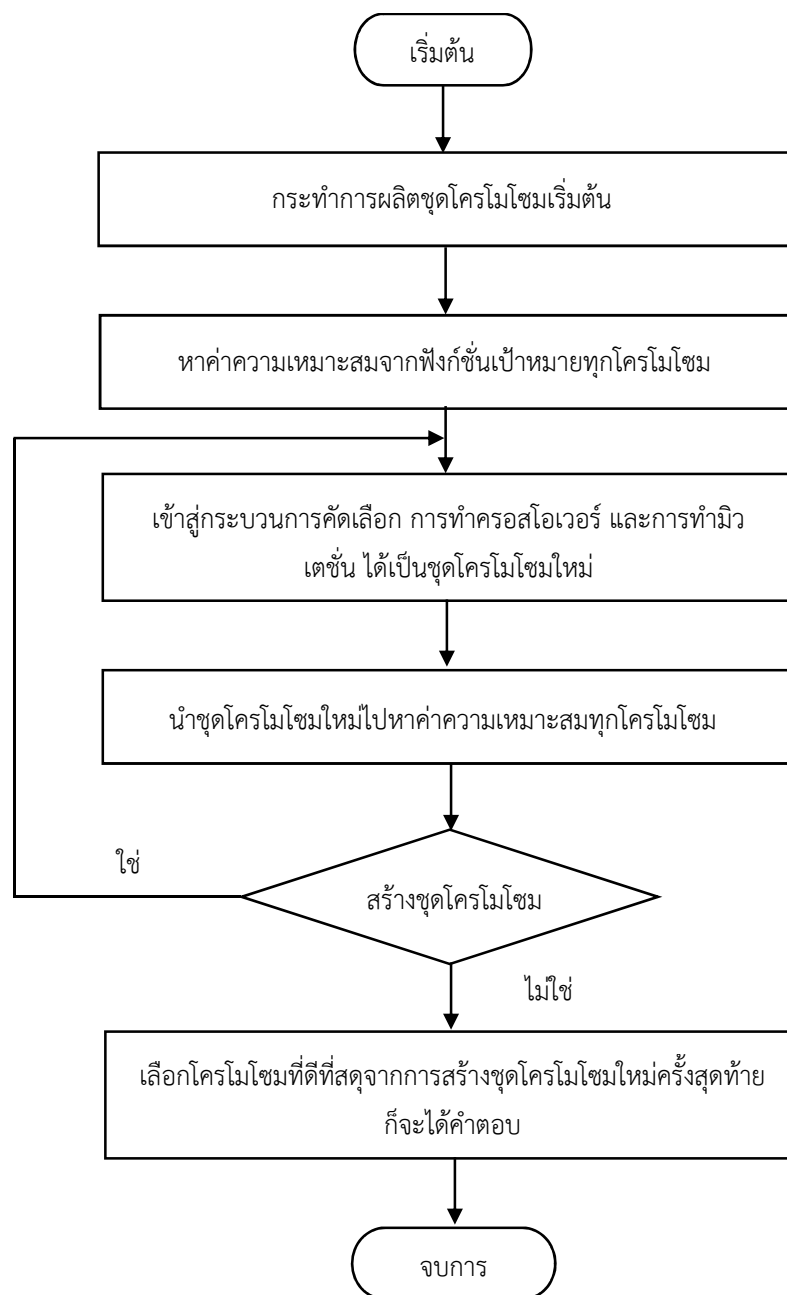 เริ่มต้น
กระทำการผลิตชุดโครโมโซมเริ่มต้น
หาค่าความเหมาะสมจากฟังก์ชั่นเป้าหมายทุกโครโมโซม
เข้าสู่กระบวนการคัดเลือก การทำครอสโอเวอร์ และการทำมิว
เตชั่น ได้เป็นชุดโครโมโซมใหม่
นำชุดโครโมโซมใหม่ไปหาค่าความเหมาะสมทุกโครโมโซม
ใช่
สร้างชุดโครโมโซม
ไม่ใช่
เลือกโครโมโซมที่ดีที่สดุจากการสร้างชุดโครโมโซมใหม่ครั้งสุดท้าย
ก็จะได้คำตอบ
จบการ